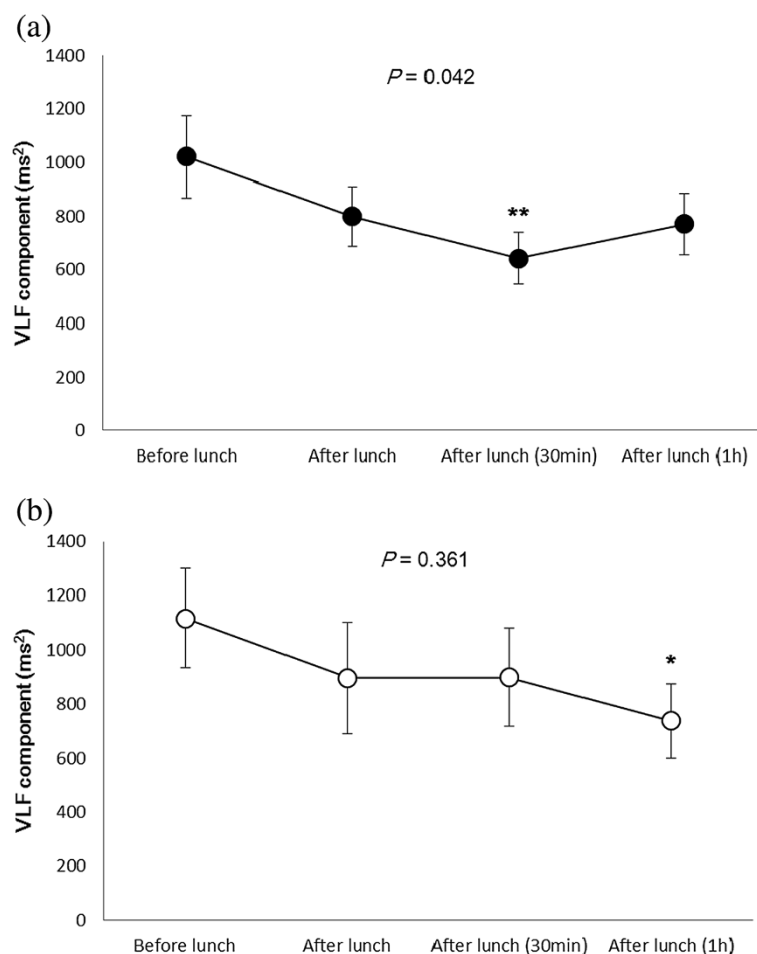 (a)
1400
P = 0.042
1200
1000
800
**
600
400
200
0
VLF component (ms²)
Before lunch After lunch After lunch (30min) After lunch (1h)
(b)
1400
P = 0.361
1200
1000
800
*
600
400
200
0
VLF component (ms²)
Before lunch After lunch After lunch (30min) After lunch (1h)